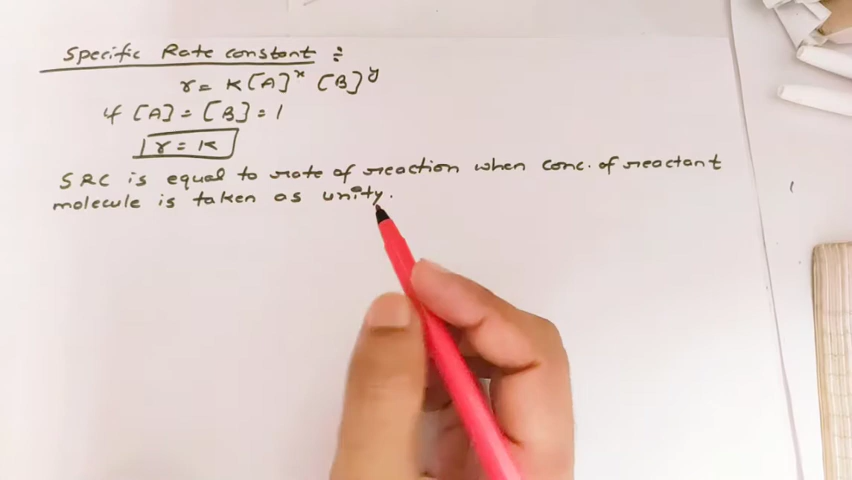 Specific Rate constant ÷
r = K [A]^x [B]^y
if [A] = [B] = 1
r = K
SRC is equal to rate of reaction when conc. of reactant
molecule is taken as unity.